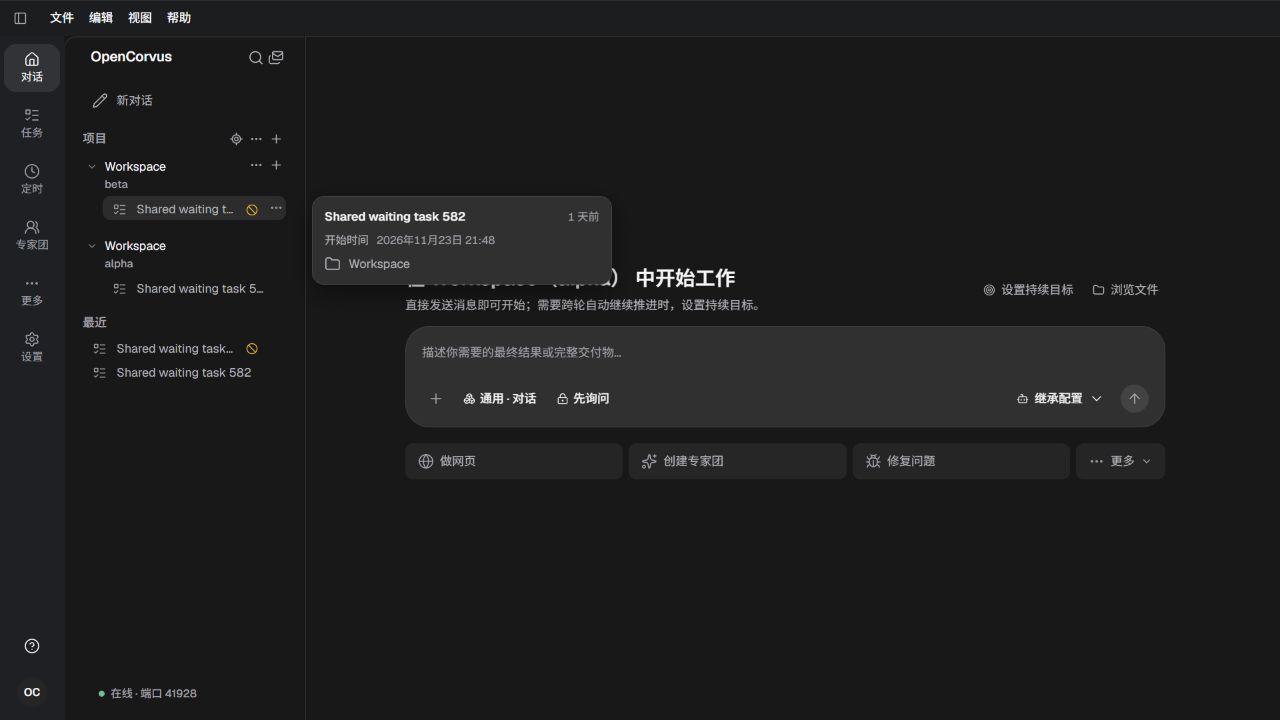 文件 编辑 视图 帮助
对话
任务
定时
专家团
更多
设置
OC
OpenCorvus
新对话
项目
Workspace
beta
Shared waiting t...
Workspace
alpha
Shared waiting task 5...
最近
Shared waiting task...
Shared waiting task 582
在线 · 端口 41928
Shared waiting task 582 1 天前
开始时间 2026年11月23日 21:48
Workspace
中开始工作
直接发送消息即可开始；需要跨轮自动继续推进时，设置持续目标。
设置持续目标 浏览文件
描述你需要的最终结果或完整交付物...
通用 · 对话 先询问 继承配置
做网页 创建专家团 修复问题 更多